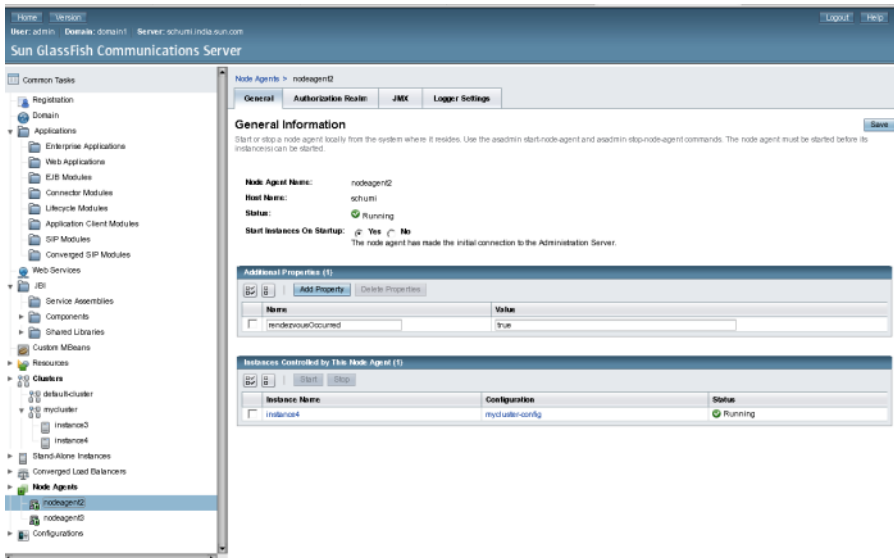 Home Version Logout Help
User: admin Domain: domain1 Server: schumi.india.sun.com
Sun GlassFish Communications Server
Common Tasks
Registration
Domain
Applications
Enterprise Applications
Web Applications
EJB Modules
Connector Modules
Lifecycle Modules
Application Client Modules
SIP Modules
Converged SIP Modules
Web Services
JBI
Service Assemblies
Components
Shared Libraries
Custom MBeans
Resources
Clusters
default-cluster
mycluster
instance3
instance4
Stand-Alone Instances
Converged Load Balancers
Node Agents
nodeagent2
nodeagent3
Configurations
Node Agents > nodeagent2
General Authorization Realm JMX Logger Settings
General Information Save
Start or stop a node agent locally from the system where it resides. Use the asadmin start-node-agent and asadmin stop-node-agent commands. The node agent must be started before its
instance(s) can be started.
Node Agent Name: nodeagent2
Host Name: schumi
Status: Running
Start Instances On Startup: Yes No
The node agent has made the initial connection to the Administration Server.
Additional Properties (1)
Add Property Delete Properties
Name Value
rendezvousOccurred true
Instances Controlled by This Node Agent (1)
Start Stop
Instance Name Configuration Status
instance4 mycluster-config Running